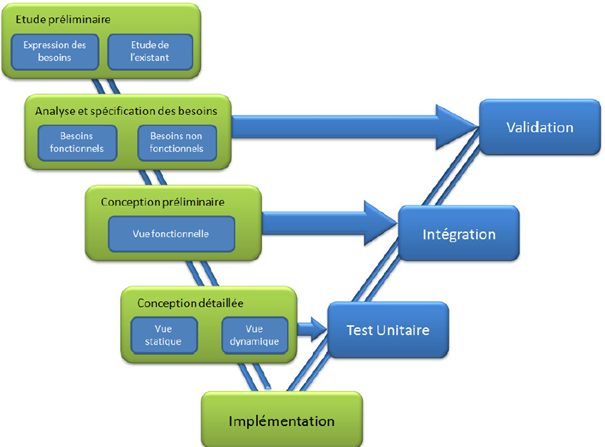 Etude préliminaire
Expression des
besoins
Etude de
l'existant
Analyse et spécification des besoins
Besoins
fonctionnels
Besoins non
fonctionnels
Validation
Conception préliminaire
Vue fonctionnelle
Intégration
Conception détaillée
Vue
statique
Vue
dynamique
Test Unitaire
Implémentation